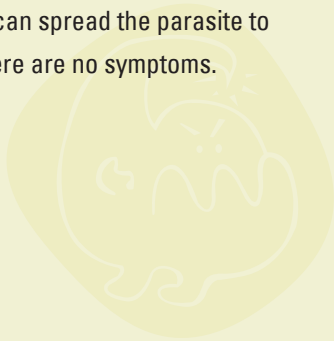 can spread the parasite to
ere are no symptoms.